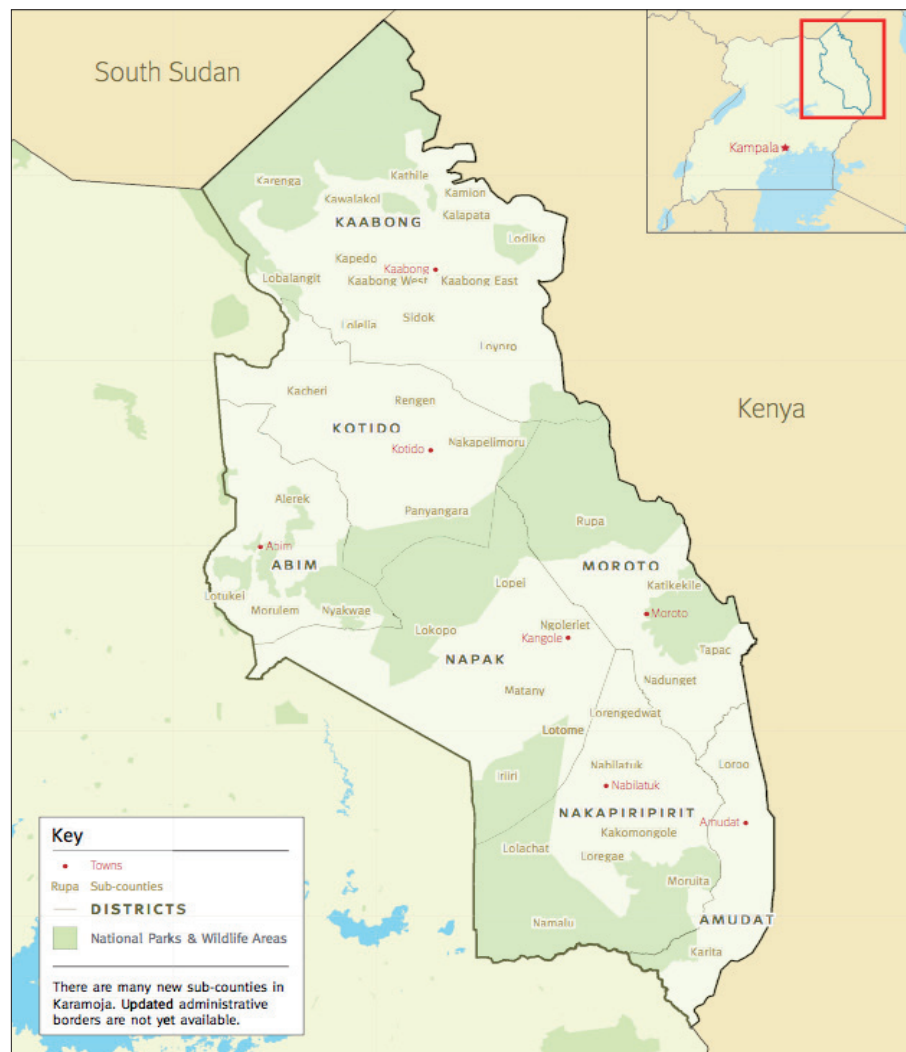 South Sudan
Kampala
Karenga
Kathile
Kamion
Kawalakol
Kalapata
KAABONG
Lodiko
Kapedo
Kaabong
Lobalangit
Kaabong West
Kaabong East
Lolelia
Sidok
Loyoro
Kacheri
Rengen
Kenya
KOTIDO
Kotido
Nakapelimoru
Alerek
Panyangara
Rupa
Abim
ABIM
MOROTO
Lopei
Katikekile
Lotukei
Morulem
Nyakwae
Moroto
Lokopo
Ngoleriet
Kangole
Tapac
NAPAK
Nadunget
Matany
Lorengedwat
Lotome
Iriiri
Nabilatuk
Loroo
Nabilatuk
NAKAPIRIPIRIT
Amudat
Kakomongole
Lolachat
Loregae
Moruita
Namalu
AMUDAT
Karita
Key
Towns
Rupa Sub-counties
DISTRICTS
National Parks & Wildlife Areas
There are many new sub-counties in
Karamoja. Updated administrative
borders are not yet available.